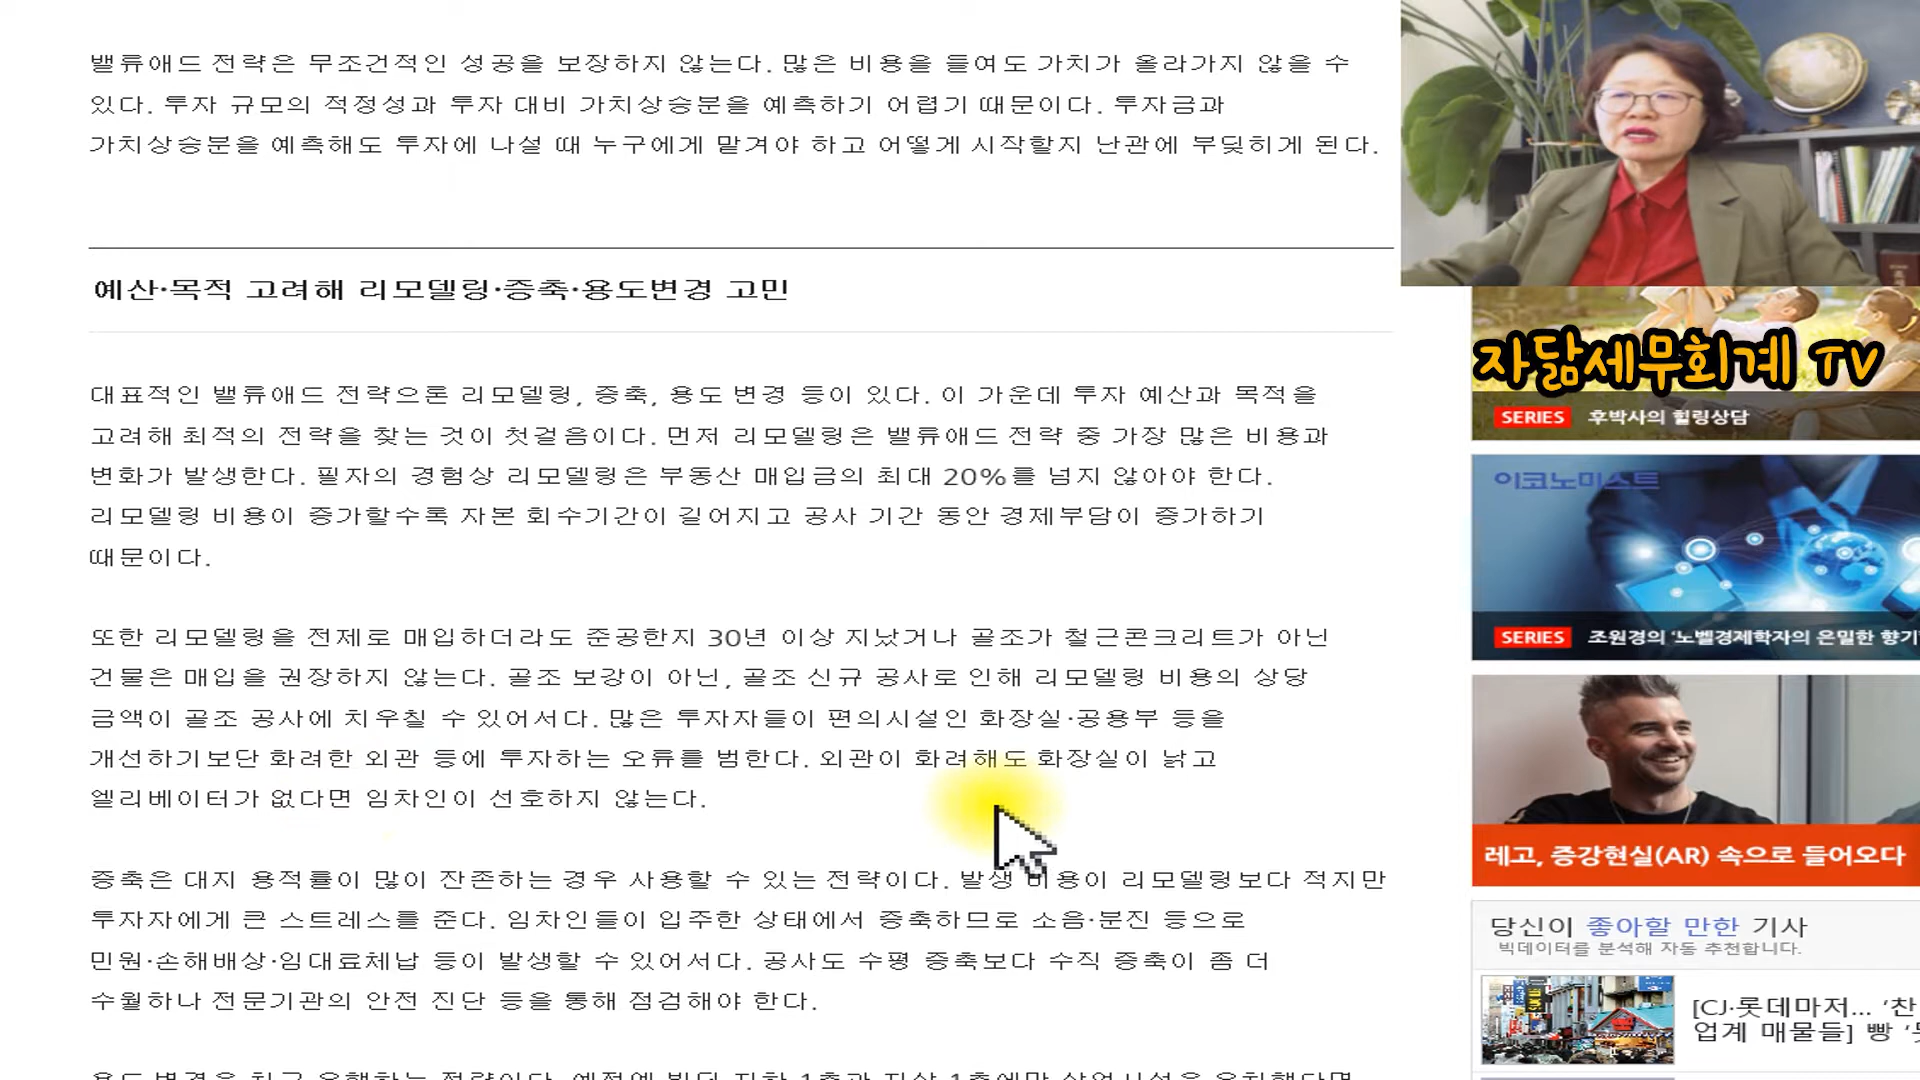 밸류애드 전략은 무조건적인 성공을 보장하지 않는다. 많은 비용을 들여도 가치가 올라가지 않을 수
있다. 투자 규모의 적정성과 투자 대비 가치상승분을 예측하기 어렵기 때문이다. 투자금과
가치상승분을 예측해도 투자에 나설 때 누구에게 맡겨야 하고 어떻게 시작할지 난관에 부딪히게 된다.
예산·목적 고려해 리모델링·증축·용도변경 고민
대표적인 밸류애드 전략으론 리모델링, 증축, 용도 변경 등이 있다. 이 가운데 투자 예산과 목적을
고려해 최적의 전략을 찾는 것이 첫걸음이다. 먼저 리모델링은 밸류애드 전략 중 가장 많은 비용과
변화가 발생한다. 필자의 경험상 리모델링은 부동산 매입금의 최대 20%를 넘지 않아야 한다.
리모델링 비용이 증가할수록 자본 회수기간이 길어지고 공사 기간 동안 경제부담이 증가하기
때문이다.
또한 리모델링을 전제로 매입하더라도 준공한지 30년 이상 지났거나 골조가 철근콘크리트가 아닌
건물은 매입을 권장하지 않는다. 골조 보강이 아닌, 골조 신규 공사로 인해 리모델링 비용의 상당
금액이 골조 공사에 치우칠 수 있어서다. 많은 투자자들이 편의시설인 화장실·공용부 등을
개선하기보단 화려한 외관 등에 투자하는 오류를 범한다. 외관이 화려해도 화장실이 낡고
엘리베이터가 없다면 임차인이 선호하지 않는다.
증축은 대지 용적률이 많이 잔존하는 경우 사용할 수 있는 전략이다. 발생 비용이 리모델링보다 적지만
투자자에게 큰 스트레스를 준다. 임차인들이 입주한 상태에서 증축하므로 소음·분진 등으로
민원·손해배상·임대료체납 등이 발생할 수 있어서다. 공사도 수평 증축보다 수직 증축이 좀 더
수월하나 전문기관의 안전 진단 등을 통해 점검해야 한다.
자닮세무회계 TV
SERIES 후박사의 힐링상담
이코노미스트
SERIES 조원경의 '노벨경제학자의 은밀한 향기'
레고, 증강현실(AR) 속으로 들어오다
당신이 좋아할 만한 기사
빅데이터를 분석해 자동 추천합니다.
[CJ·롯데마저... '찬
업계 매물들] 빵